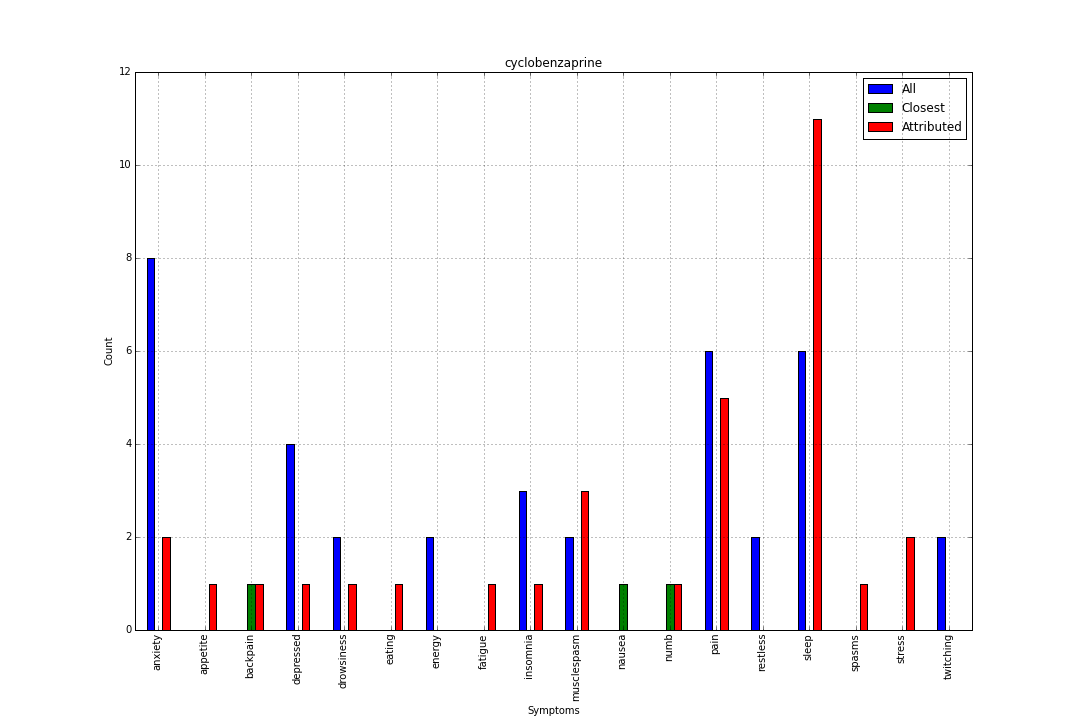 cyclobenzaprine
All
Closest
Attributed
12
10
8
6
4
2
0
Count
anxiety
appetite
backpain
depressed
drowsiness
eating
energy
fatigue
insomnia
musclespasm
nausea
numb
pain
restless
sleep
spasms
stress
twitching
Symptoms